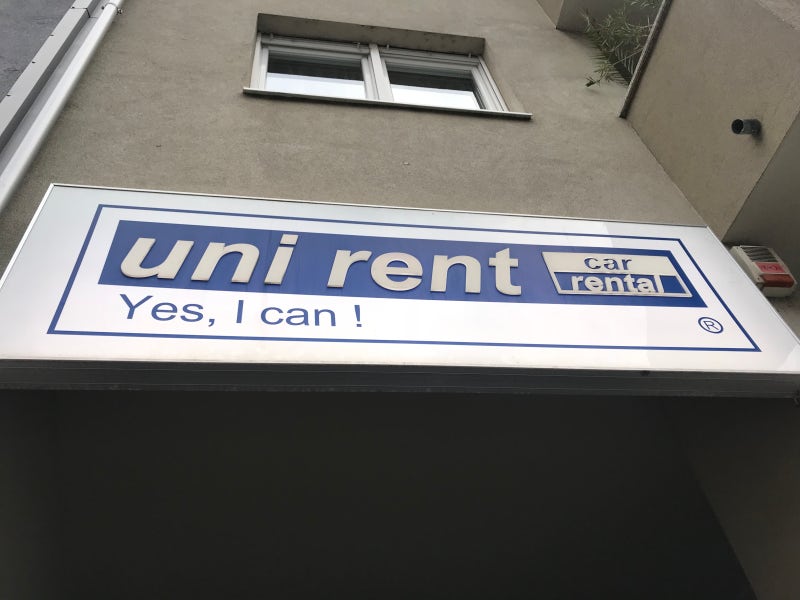 uni rent car rental
Yes, I can !
®